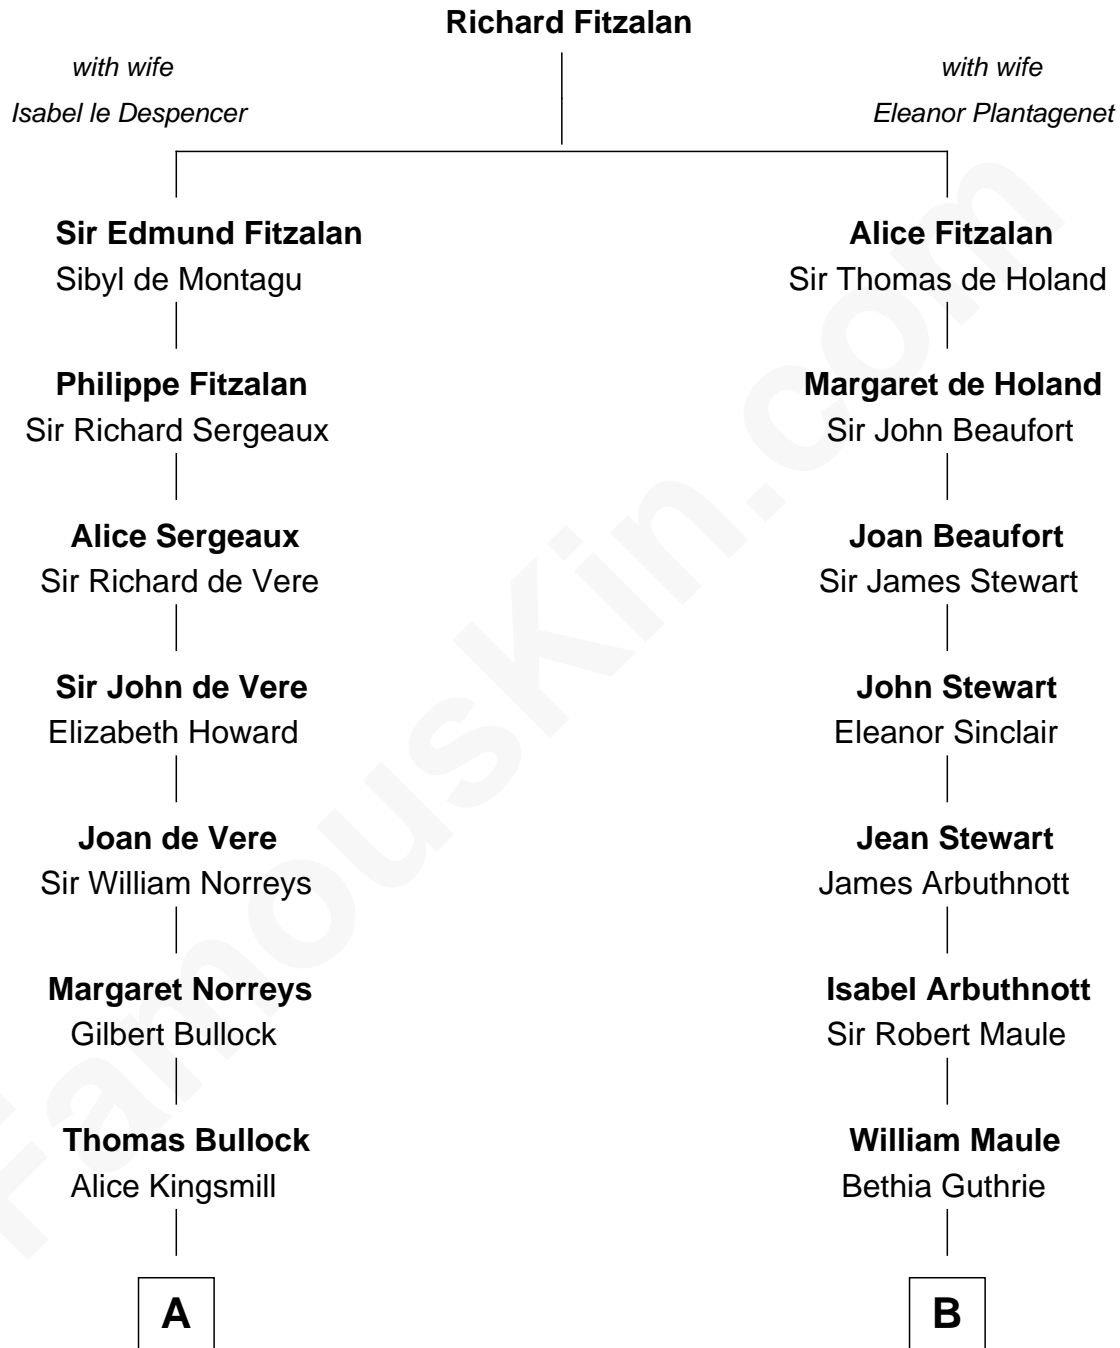 Richard Fitzalan
with wife
Isabel le Despencer
with wife
Eleanor Plantagenet
Sir Edmund Fitzalan
Sibyl de Montagu
Alice Fitzalan
Sir Thomas de Holand
Philippe Fitzalan
Sir Richard Sergeaux
Margaret de Holand
Sir John Beaufort
Alice Sergeaux
Sir Richard de Vere
Joan Beaufort
Sir James Stewart
Sir John de Vere
Elizabeth Howard
John Stewart
Eleanor Sinclair
Joan de Vere
Sir William Norreys
Jean Stewart
James Arbuthnott
Margaret Norreys
Gilbert Bullock
Isabel Arbuthnott
Sir Robert Maule
Thomas Bullock
Alice Kingsmill
William Maule
Bethia Guthrie
A
B
FamousKin.com